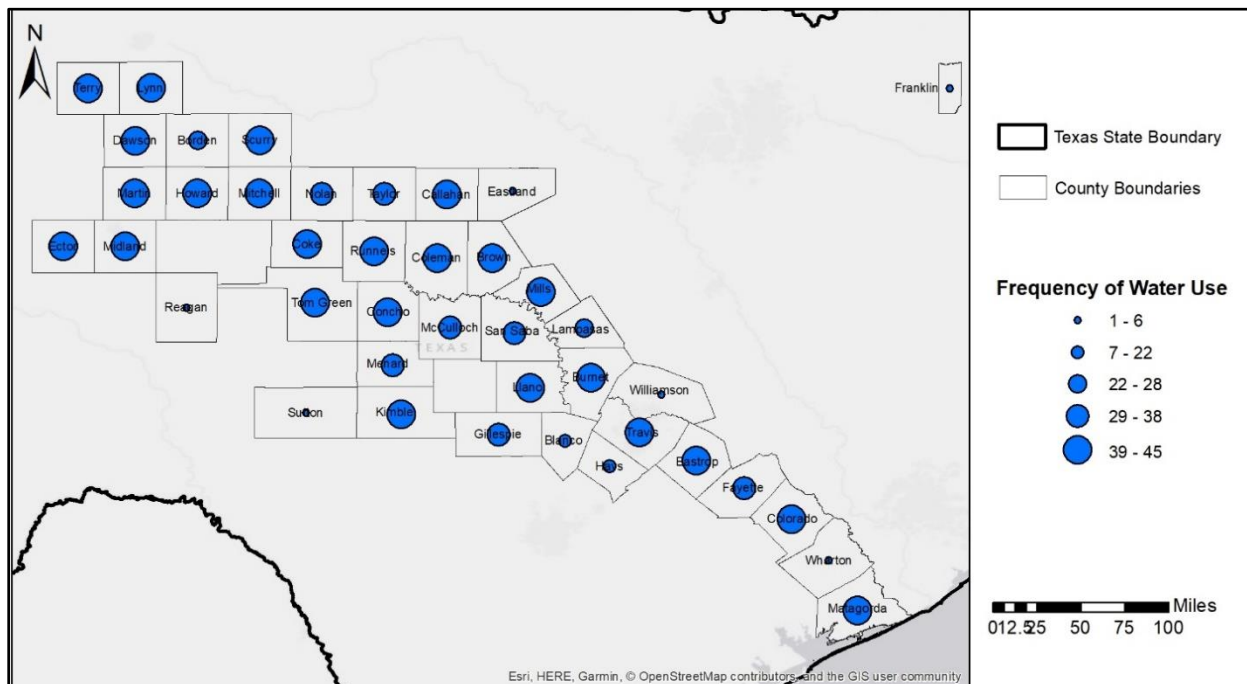 N
Franklin
Terry
Lynn
Dawson
Borden
Scurry
Martin
Howard
Mitchell
Nolan
Taylor
Callahan
Eastland
Ector
Midland
Coke
Runnels
Coleman
Brown
Reagan
Tom Green
Concho
McCulloch
San Saba
Mills
Lampasas
TEXAS
Menard
Sutton
Kimble
Llano
Burnet
Williamson
Gillespie
Blanco
Travis
Hays
Bastrop
Fayette
Colorado
Wharton
Matagorda
Esri, HERE, Garmin, © OpenStreetMap contributors, and the GIS user community
Texas State Boundary
County Boundaries
Frequency of Water Use
1 - 6
7 - 22
22 - 28
29 - 38
39 - 45
Miles
012.525 50 75 100